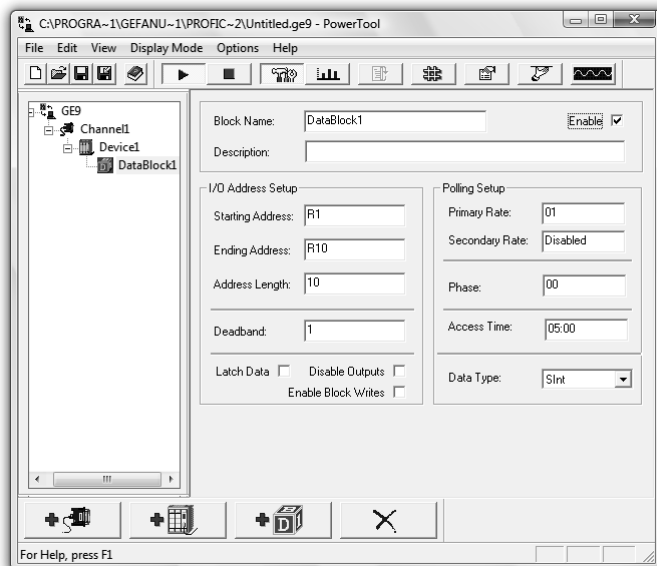 C:\PROGRA~1\GEFANU~1\PROFIC~2\Untitled.ge9 - PowerTool
File Edit View Display Mode Options Help
GE9
Channel1
Device1
DataBlock1
Block Name: DataBlock1 Enable
Description:
I/O Address Setup
Starting Address: R1
Ending Address: R10
Address Length: 10
Deadband: 1
Latch Data Disable Outputs
Enable Block Writes
Polling Setup
Primary Rate: 01
Secondary Rate: Disabled
Phase: 00
Access Time: 05:00
Data Type: SInt
D
For Help, press F1